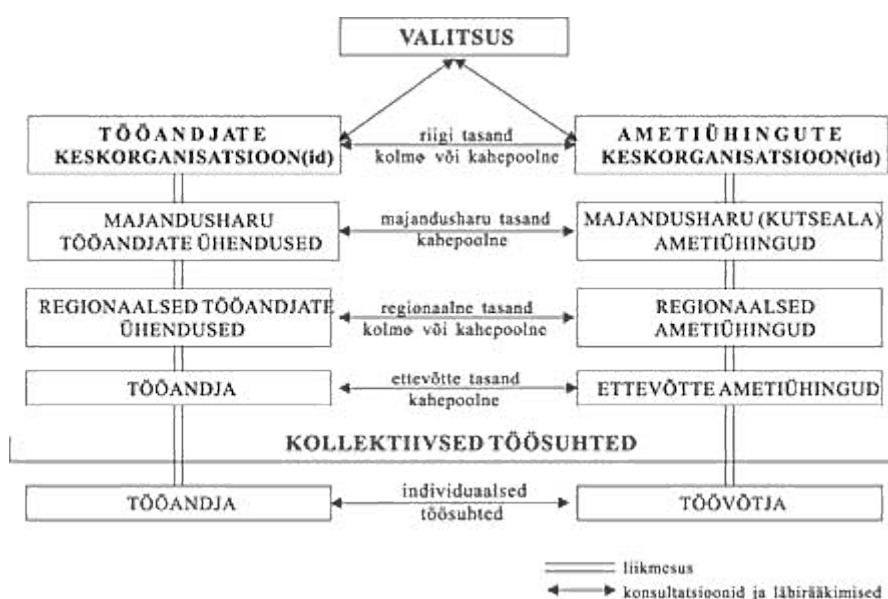 VALITSUS
TÖÖANDJATE
KESKORGANISATSIOON(id)
riigi tasand
kolme või kahepoolne
AMETIÜHINGUTE
KESKORGANISATSIOON(id)
MAJANDUSHARU
TÖÖANDJATE ÜHENDUSED
majandusharu tasand
kahepoolne
MAJANDUSHARU (KUTSEALA)
AMETIÜHINGUD
REGIONAALSED TÖÖANDJATE
ÜHENDUSED
regionaalne tasand
kolme või kahepoolne
REGIONAALSED
AMETIÜHINGUD
TÖÖANDJA
ettevõtte tasand
kahepoolne
ETTEVÕTTE AMETIÜHINGUD
KOLLEKTIIVSED TÖÖSUHTED
TÖÖANDJA
individuaalsed
töösuhted
TÖÖVÕTJA
liikmesus
konsultatsioonid ja läbirääkimised